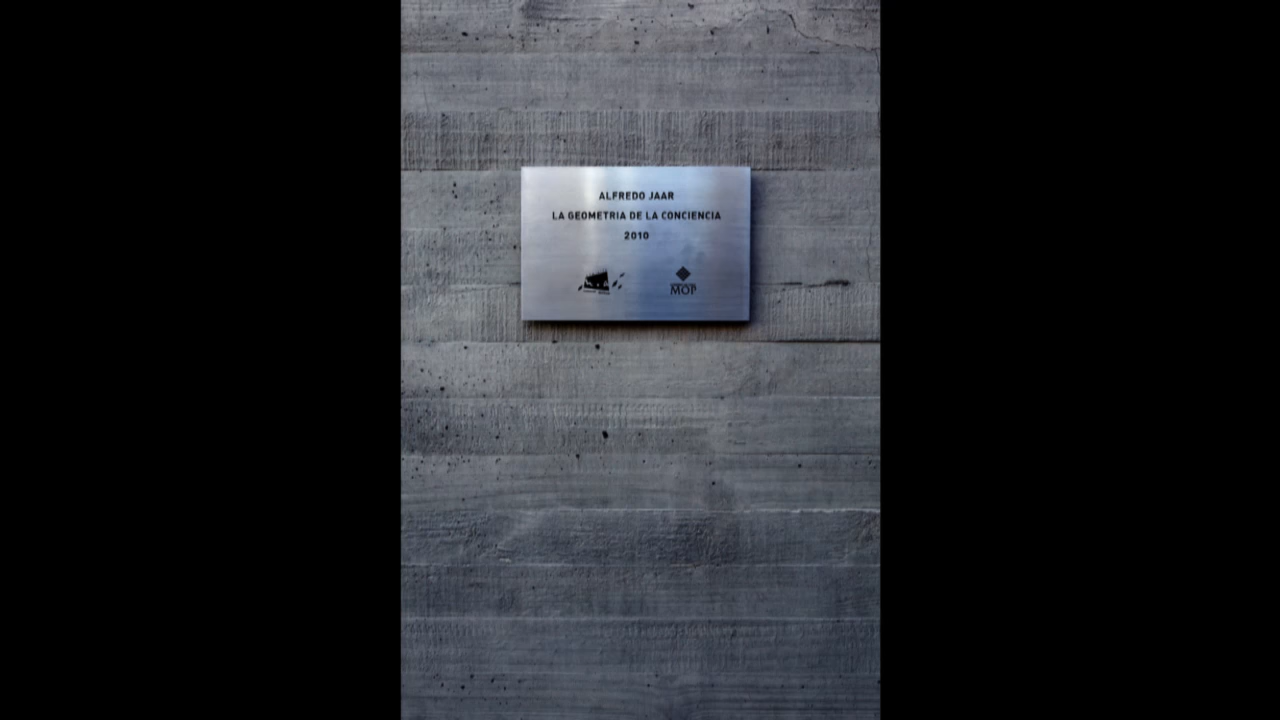 ALFREDO JAAR
LA GEOMETRIA DE LA CONCIENCIA
2010
MOP